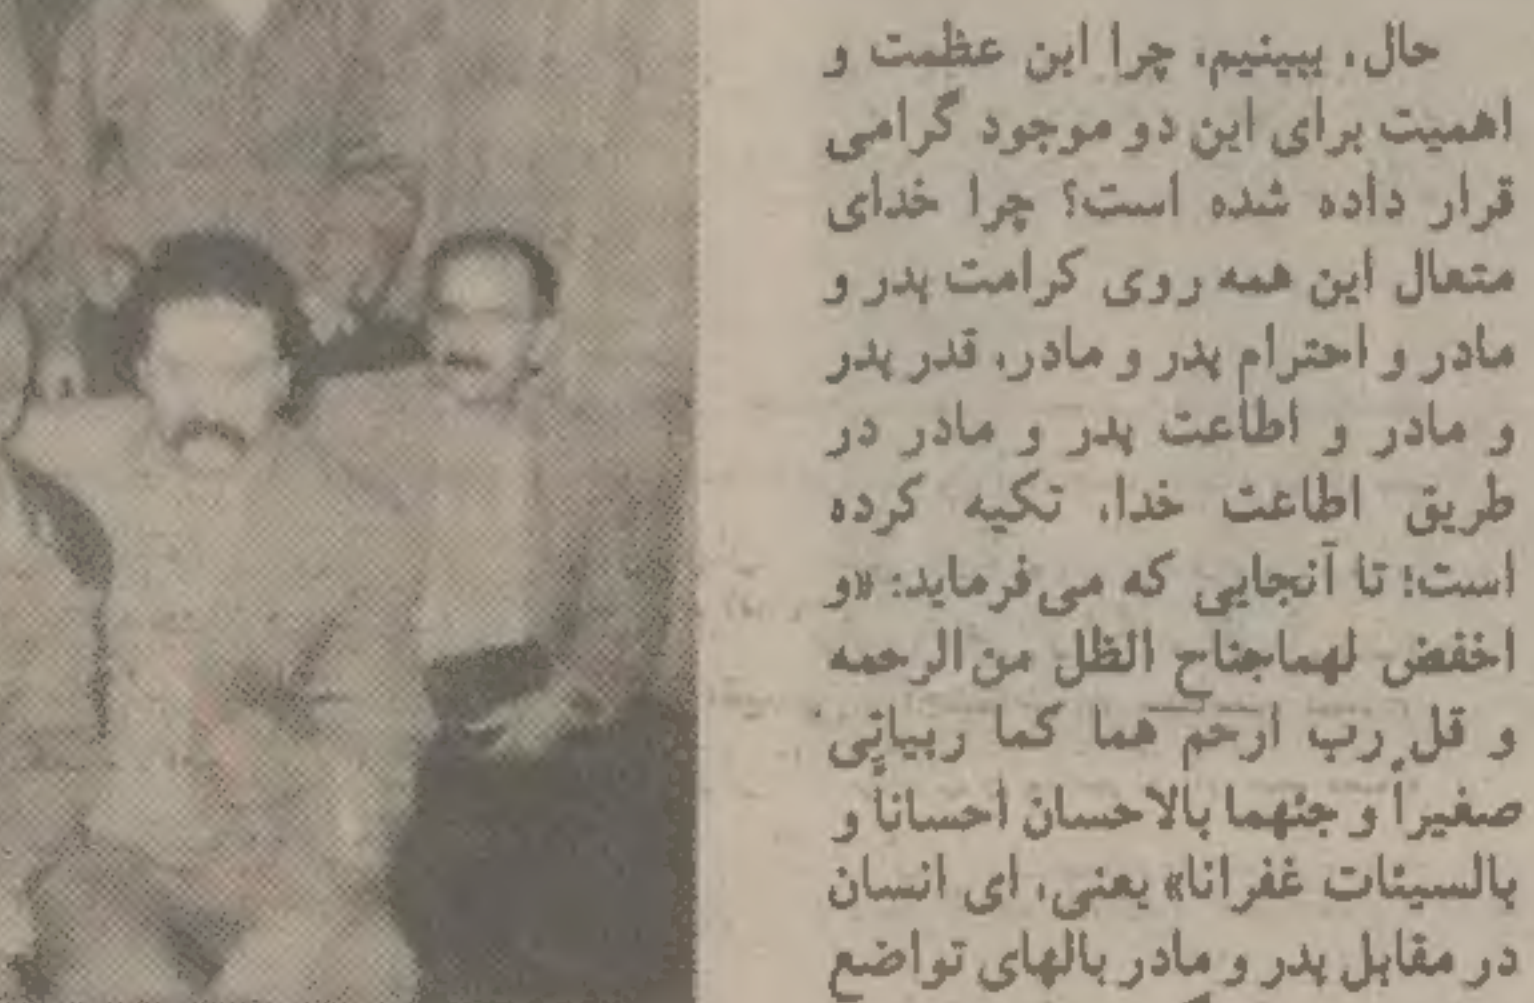 حال، ببینیم، چرا این عظمت و
اهمیت برای این دو موجود گرامی
قرار داده شده است؟ چرا خدای
متعال این همه روی کرامت پدر و
مادر و احترام پدر و مادر، قدر پدر
و مادر و اطاعت پدر و مادر در
طریق اطاعت خدا، تکیه کرده
است؛ تا آنجایی که می‌فرماید: «و
اخفض لهماجناح الظل من‌الرحمه
و قل رب ارحم هما کما ربیاتی
صغیراً و جئهما بالاحسان احساناً و
بالسیئات غفرانا» یعنی، ای انسان
در مقابل پدر و مادر بالهای تواضع